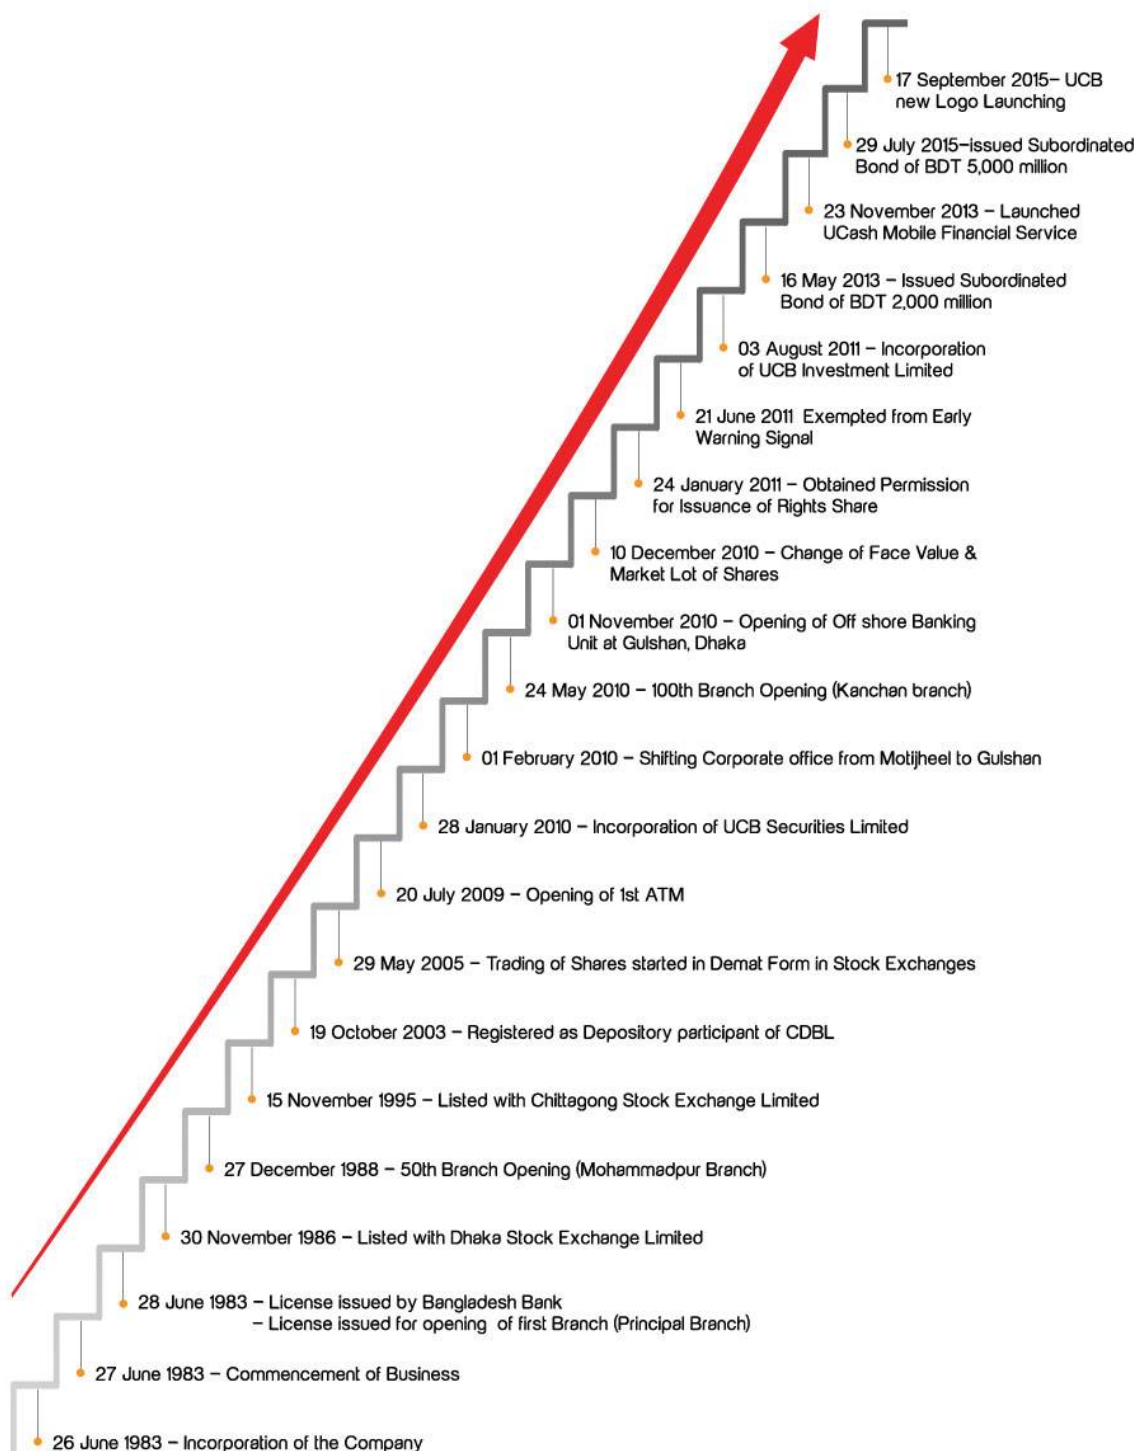 17 September 2015– UCB
new Logo Launching
29 July 2015–issued Subordinated
Bond of BDT 5,000 million
23 November 2013 – Launched
UCash Mobile Financial Service
16 May 2013 – Issued Subordinated
Bond of BDT 2,000 million
03 August 2011 – Incorporation
of UCB Investment Limited
21 June 2011 Exempted from Early
Warning Signal
24 January 2011 – Obtained Permission
for Issuance of Rights Share
10 December 2010 – Change of Face Value &
Market Lot of Shares
01 November 2010 – Opening of Off shore Banking
Unit at Gulshan, Dhaka
24 May 2010 – 100th Branch Opening (Kanchan branch)
01 February 2010 – Shifting Corporate office from Motijheel to Gulshan
28 January 2010 – Incorporation of UCB Securities Limited
20 July 2009 – Opening of 1st ATM
29 May 2005 – Trading of Shares started in Demat Form in Stock Exchanges
19 October 2003 – Registered as Depository participant of CDBL
15 November 1995 – Listed with Chittagong Stock Exchange Limited
27 December 1988 – 50th Branch Opening (Mohammadpur Branch)
30 November 1986 – Listed with Dhaka Stock Exchange Limited
28 June 1983 – License issued by Bangladesh Bank
– License issued for opening of first Branch (Principal Branch)
27 June 1983 – Commencement of Business
26 June 1983 – Incorporation of the Company